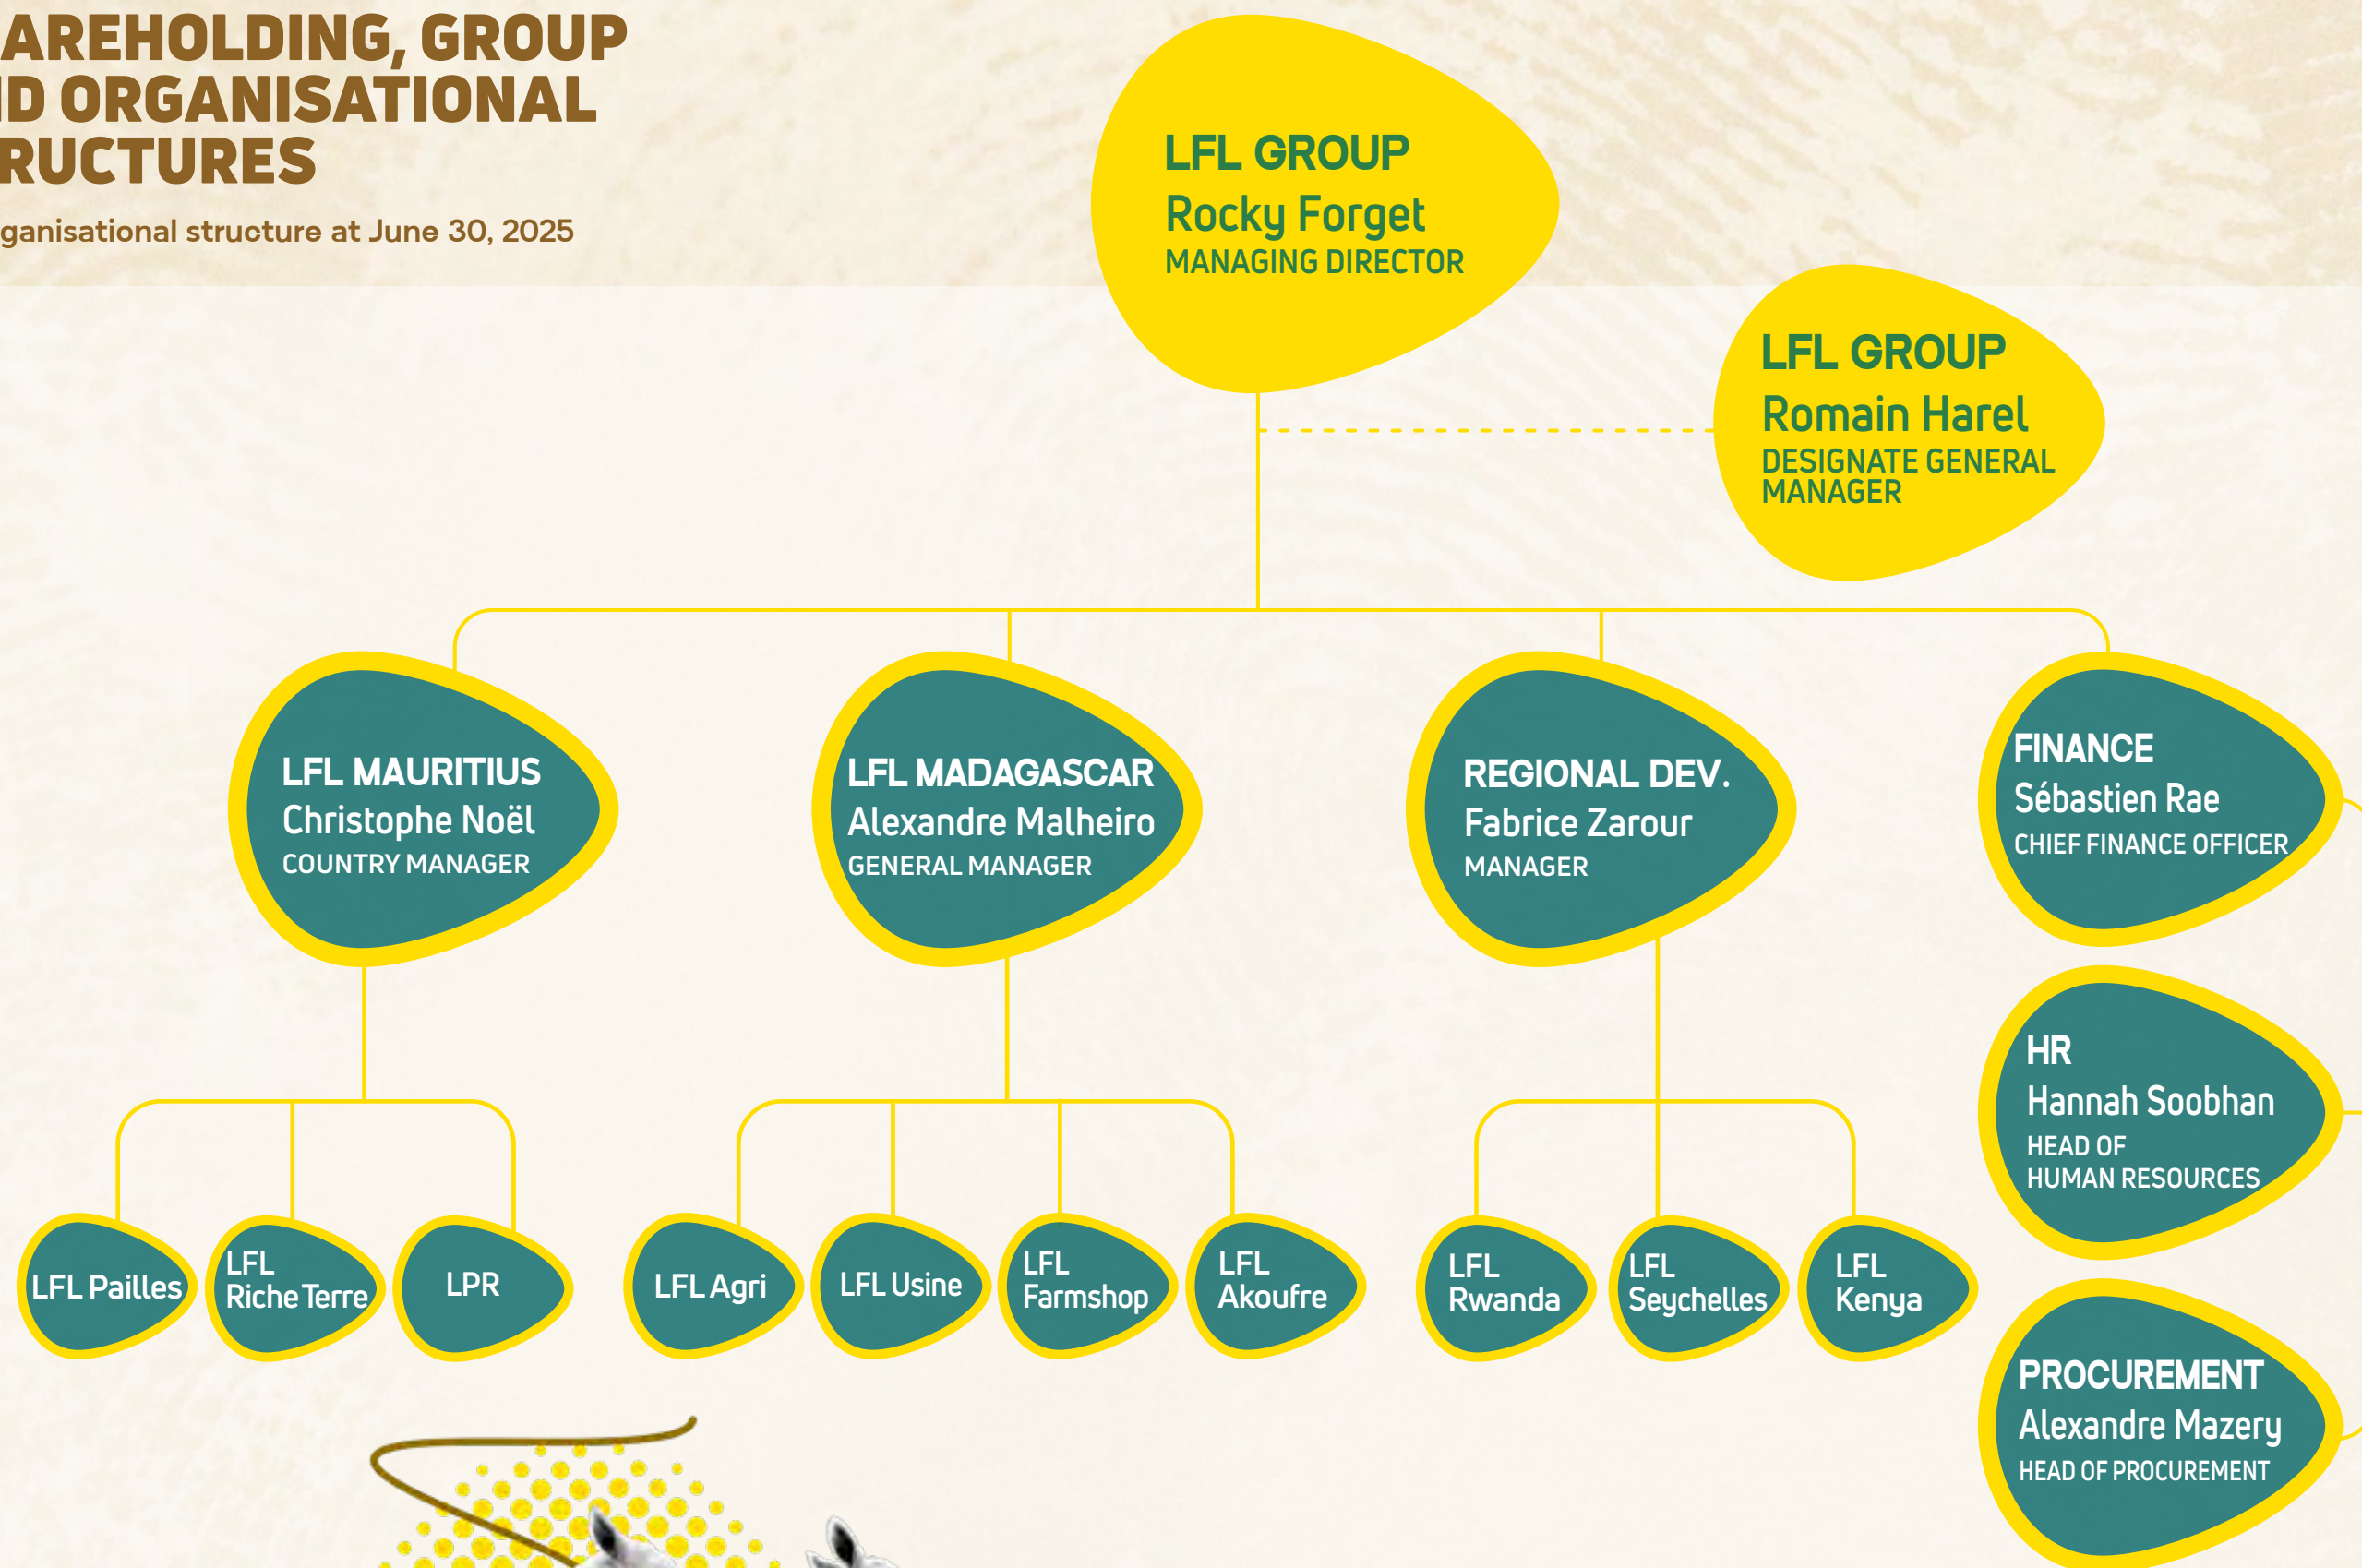 AREHOLDING, GROUP
D ORGANISATIONAL
RUCTURES
ganisational structure at June 30, 2025
LFL GROUP
Rocky Forget
MANAGING DIRECTOR
LFL GROUP
Romain Harel
DESIGNATE GENERAL
MANAGER
LFL MAURITIUS
Christophe Noël
COUNTRY MANAGER
LFL MADAGASCAR
Alexandre Malheiro
GENERAL MANAGER
REGIONAL DEV.
Fabrice Zarour
MANAGER
FINANCE
Sébastien Rae
CHIEF FINANCE OFFICER
HR
Hannah Soobhan
HEAD OF
HUMAN RESOURCES
PROCUREMENT
Alexandre Mazery
HEAD OF PROCUREMENT
LFL Pailles
LFL
Riche Terre
LPR
LFL Agri
LFL Usine
LFL
Farmshop
LFL
Akoufre
LFL
Rwanda
LFL
Seychelles
LFL
Kenya